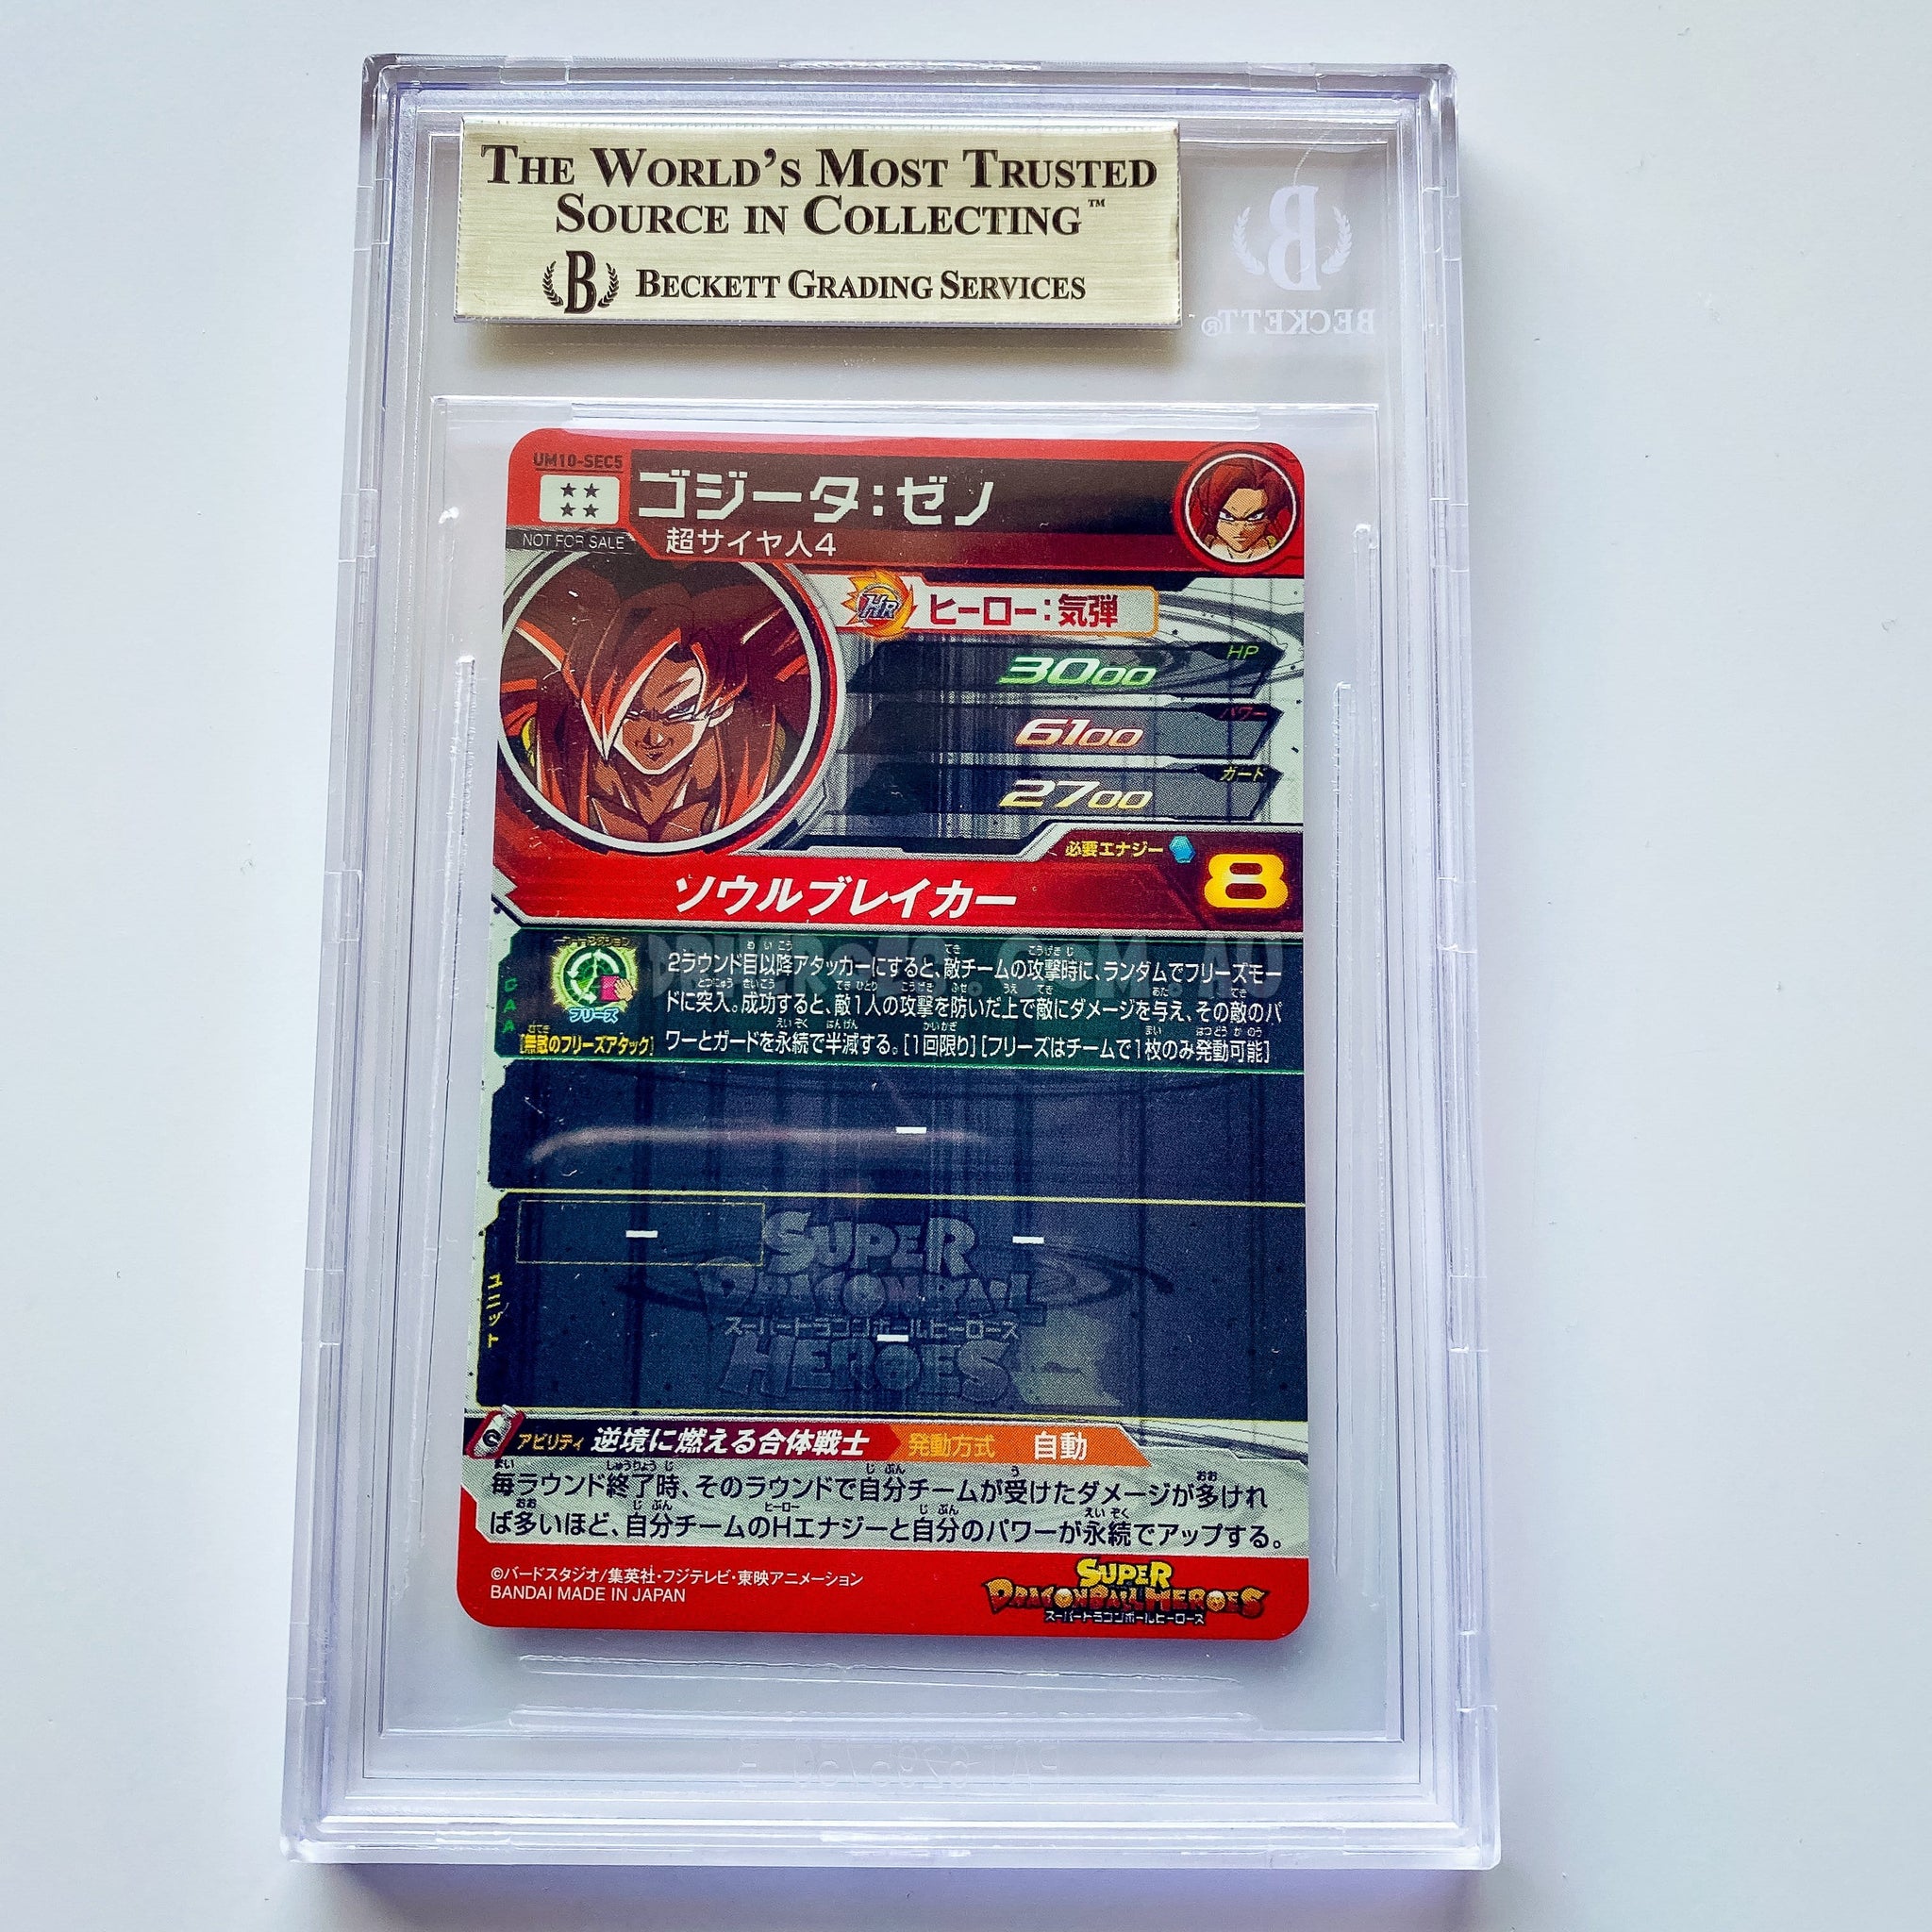 THE WORLD'S MOST TRUSTED
SOURCE IN COLLECTING™
B BECKETT GRADING SERVICES
B
BECKETT®
UM10-SEC5
NOT FOR SALE
ゴジータ:ゼノ
超サイヤ人4
HR ヒーロー:気弾
3000 HP
6100 パワー
2700 ガード
必要エナジー 8
ソウルブレイカー
CAA
フリーズ
[無敵のフリーズアタック]
2ラウンド目以降アタッカーにすると、敵チームの攻撃時に、ランダムでフリーズモー
ドに突入。成功すると、敵1人の攻撃を防いだ上で敵にダメージを与え、その敵のパ
ワーとガードを永続で半減する。[1回限り][フリーズはチームで1枚のみ発動可能]
ー
ユニット
ー
ー
ー
SUPER
DRAGONBALL
スーパードラゴンボールヒーローズ
HEROES
アビリティ 逆境に燃える合体戦士 発動方式 自動
毎ラウンド終了時、そのラウンドで自分チームが受けたダメージが多けれ
ば多いほど、自分チームのHエナジーと自分のパワーが永続でアップする。
©バードスタジオ/集英社・フジテレビ・東映アニメーション
BANDAI MADE IN JAPAN
SUPER
DRAGONBALL HEROES
スーパードラゴンボールヒーローズ